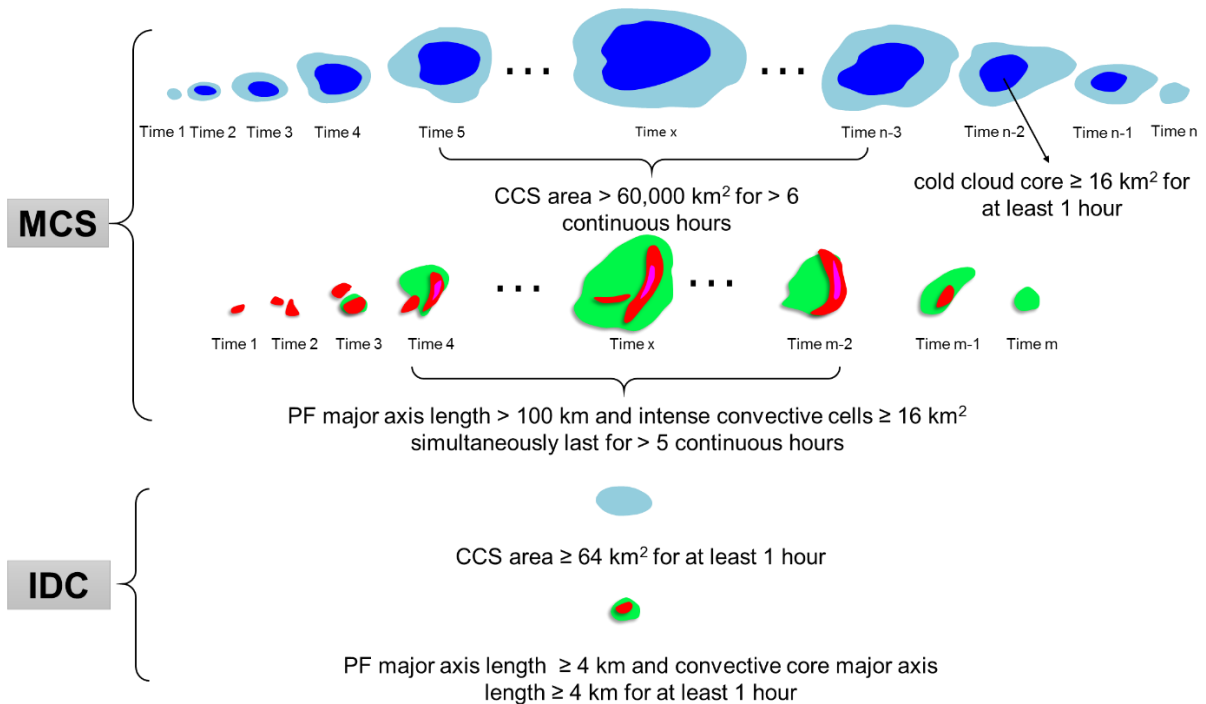 Time 1 Time 2 Time 3 Time 4 Time 5 Time x Time n-3 Time n-2 Time n-1 Time n
CCS area > 60,000 km² for > 6
continuous hours
cold cloud core ≥ 16 km² for
at least 1 hour
MCS
Time 1 Time 2 Time 3 Time 4 Time x Time m-2 Time m-1 Time m
PF major axis length > 100 km and intense convective cells ≥ 16 km²
simultaneously last for > 5 continuous hours
IDC
CCS area ≥ 64 km² for at least 1 hour
PF major axis length ≥ 4 km and convective core major axis
length ≥ 4 km for at least 1 hour